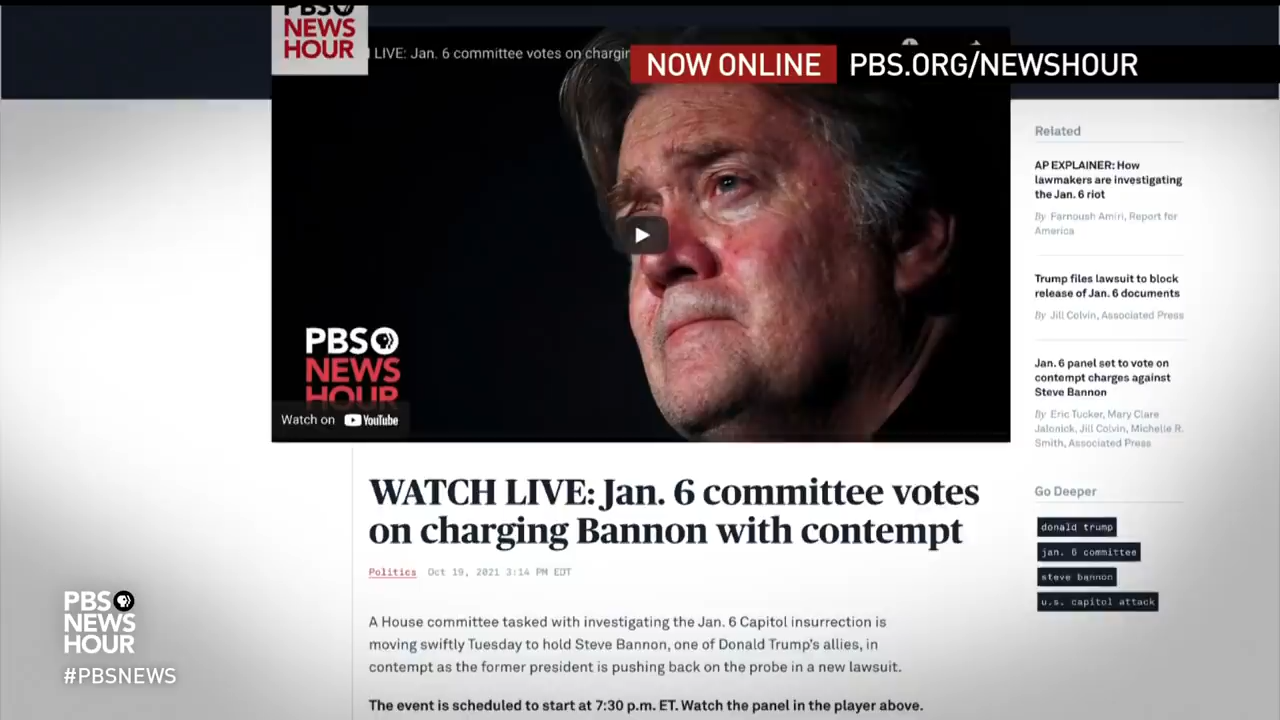 PBS
NEWS
HOUR
LIVE: Jan. 6 committee votes on chargin
NOW ONLINE PBS.ORG/NEWSHOUR
PBS
NEWS
HOUR
Watch on YouTube
WATCH LIVE: Jan. 6 committee votes
on charging Bannon with contempt
Politics Oct 19, 2021 3:14 PM EDT
A House committee tasked with investigating the Jan. 6 Capitol insurrection is
moving swiftly Tuesday to hold Steve Bannon, one of Donald Trump's allies, in
contempt as the former president is pushing back on the probe in a new lawsuit.
The event is scheduled to start at 7:30 p.m. ET. Watch the panel in the player above.
Related
AP EXPLAINER: How
lawmakers are investigating
the Jan. 6 riot
By Farnoush Amiri, Report for
America
Trump files lawsuit to block
release of Jan. 6 documents
By Jill Colvin, Associated Press
Jan. 6 panel set to vote on
contempt charges against
Steve Bannon
By Eric Tucker, Mary Clare
Jalonick, Jill Colvin, Michelle R.
Smith, Associated Press
Go Deeper
donald trump
jan. 6 committee
steve bannon
u.s. capitol attack
PBS
NEWS
HOUR
#PBSNEWS